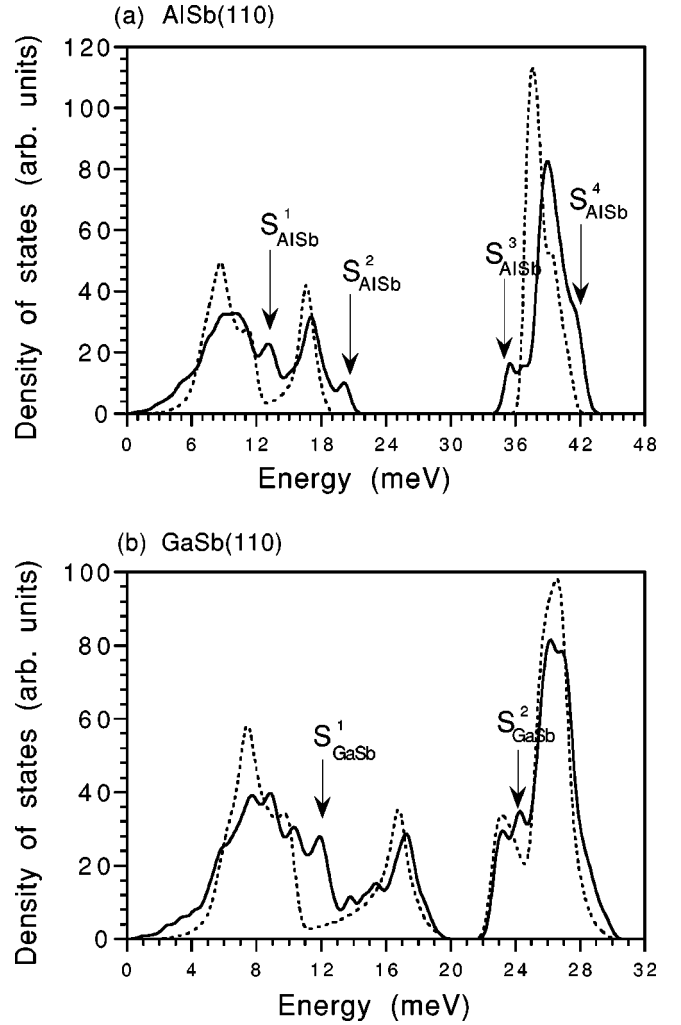 (a) AlSb(110)
Density of states (arb. units)
120
100
80
60
40
20
0
S¹AlSb
S²AlSb
S³AlSb
S⁴AlSb
0 6 12 18 24 30 36 42 48
Energy (meV)
(b) GaSb(110)
Density of states (arb. units)
100
80
60
40
20
0
S¹GaSb
S²GaSb
0 4 8 12 16 20 24 28 32
Energy (meV)